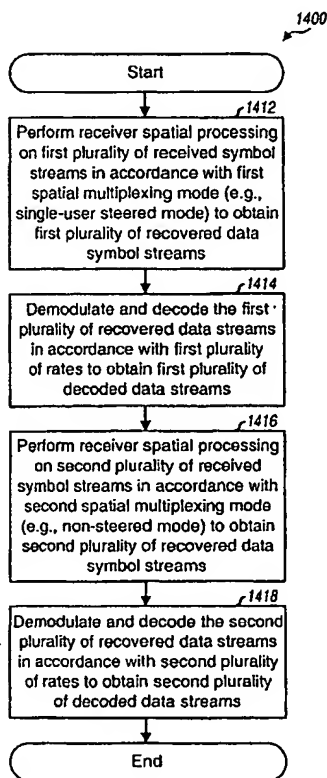 1400
Start
1412
Perform receiver spatial processing
on first plurality of received symbol
streams in accordance with first
spatial multiplexing mode (e.g.,
single-user steered mode) to obtain
first plurality of recovered data
symbol streams
1414
Demodulate and decode the first
plurality of recovered data streams
in accordance with first plurality
of rates to obtain first plurality of
decoded data streams
1416
Perform receiver spatial processing
on second plurality of received
symbol streams in accordance with
second spatial multiplexing mode
(e.g., non-steered mode) to obtain
second plurality of recovered data
symbol streams
1418
Demodulate and decode the second
plurality of recovered data streams
in accordance with second plurality
of rates to obtain second plurality
of decoded data streams
End